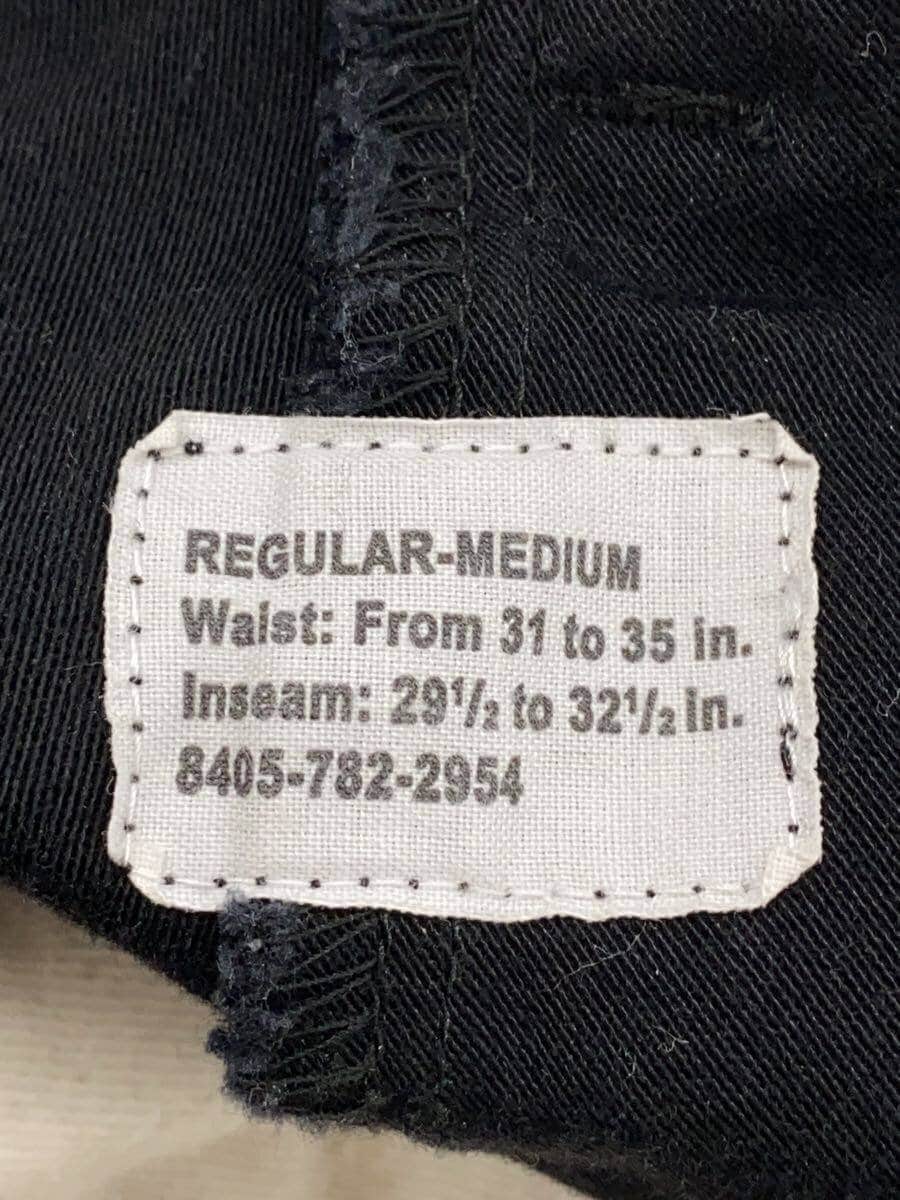 REGULAR-MEDIUM
Waist: From 31 to 35 in.
Inseam: 29½ to 32½ in.
8405-782-2954